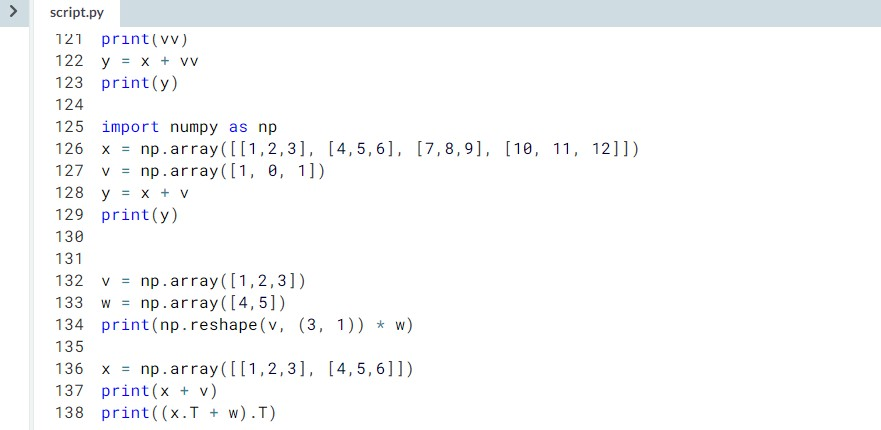 script.py
121 print(vv)
122 y = x + vv
123 print(y)
124
125 import numpy as np
126 x = np.array([[1,2,3], [4,5,6], [7,8,9], [10, 11, 12]])
127 v = np.array([1, 0, 1])
128 y = x + v
129 print(y)
130
131
132 v = np.array([1,2,3])
133 w = np.array([4,5])
134 print(np.reshape(v, (3, 1)) * w)
135
136 x = np.array([[1,2,3], [4,5,6]])
137 print(x + v)
138 print((x.T + w).T)